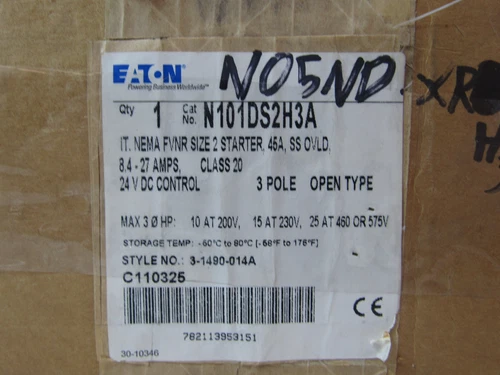 EATON
Powering Business Worldwide
NO5ND
Qty 1 Cat No. N101DS2H3A
IT. NEMA FVNR SIZE 2 STARTER, 45A, SS OVLD,
8.4 - 27 AMPS, CLASS 20
24 V DC CONTROL 3 POLE OPEN TYPE
MAX 3 Ø HP: 10 AT 200V, 15 AT 230V, 25 AT 460 OR 575V
STORAGE TEMP: -50°C to 80°C [-58°F to 176°F]
STYLE NO.: 3-1490-014A
C110325
CE
782113953151
30-10346